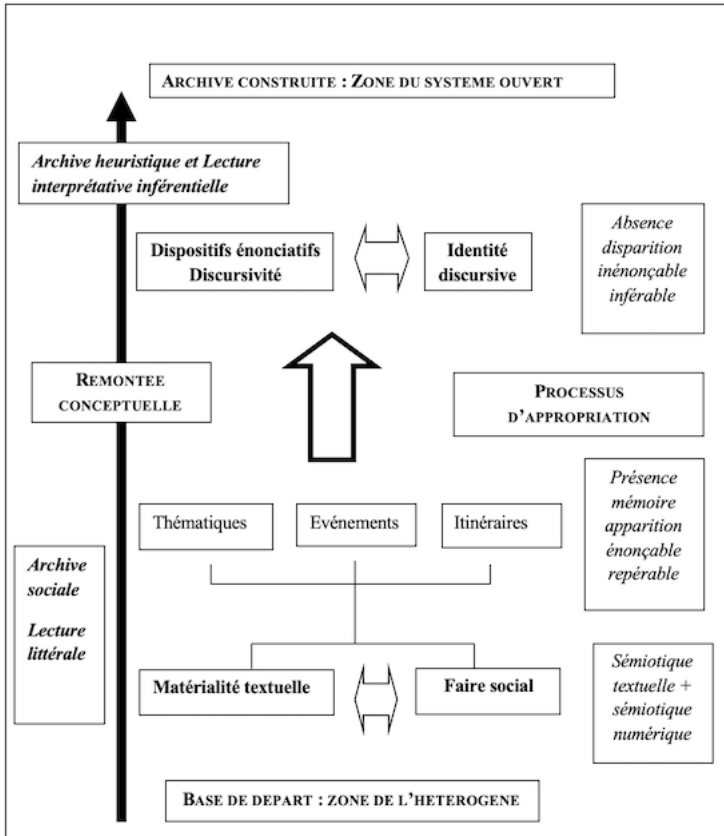 ARCHIVE CONSTRUITE : ZONE DU SYSTEME OUVERT
Archive heuristique et Lecture
interprétative inférentielle
Dispositifs énonciatifs
Discursivité
Identité
discursive
Absence
disparition
inénonçable
inférable
REMONTEE
CONCEPTUELLE
PROCESSUS
D’APPROPRIATION
Thématiques
Evénements
Itinéraires
Présence
mémoire
apparition
énonçable
repérable
Archive
sociale
Lecture
littérale
Matérialité textuelle
Faire social
Sémiotique
textuelle +
sémiotique
numérique
BASE DE DEPART : ZONE DE L’HETEROGENE